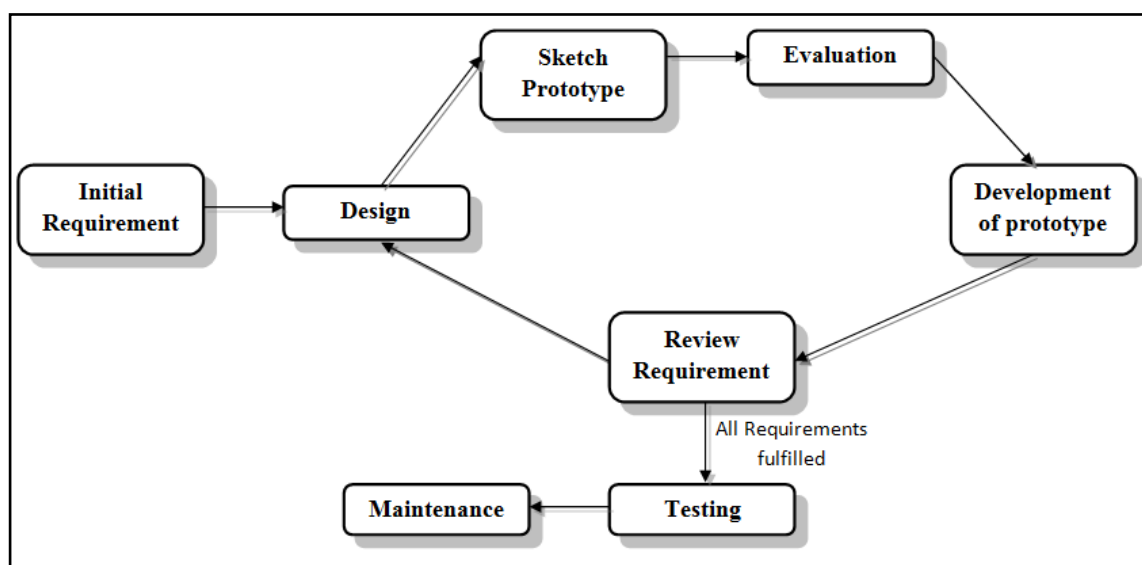 Sketch
Prototype
Evaluation
Initial
Requirement
Design
Development
of prototype
Review
Requirement
All Requirements
fulfilled
Maintenance
Testing